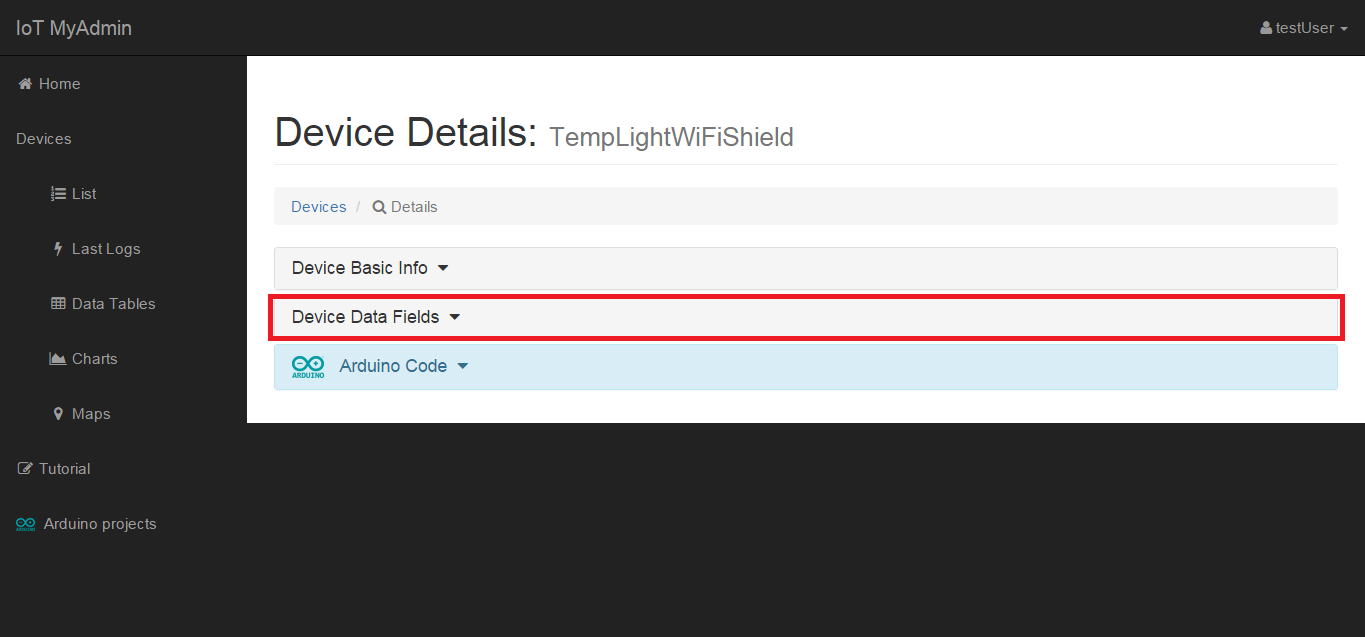 IoT MyAdmin
testUser
Home
Devices
List
Last Logs
Data Tables
Charts
Maps
Tutorial
Arduino projects
Device Details: TempLightWiFiShield
Devices / Details
Device Basic Info
Device Data Fields
ARDUINO Arduino Code